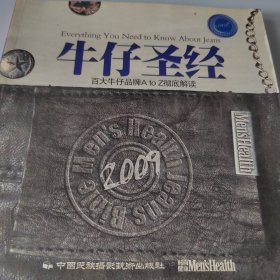 Everything You Need to Know About Jeans
牛仔圣经
百大牛仔品牌A to Z彻底解读
Men's Health
Men's Health Jeans Bible
2009
中国民族摄影艺术出版社
Men'sHealth